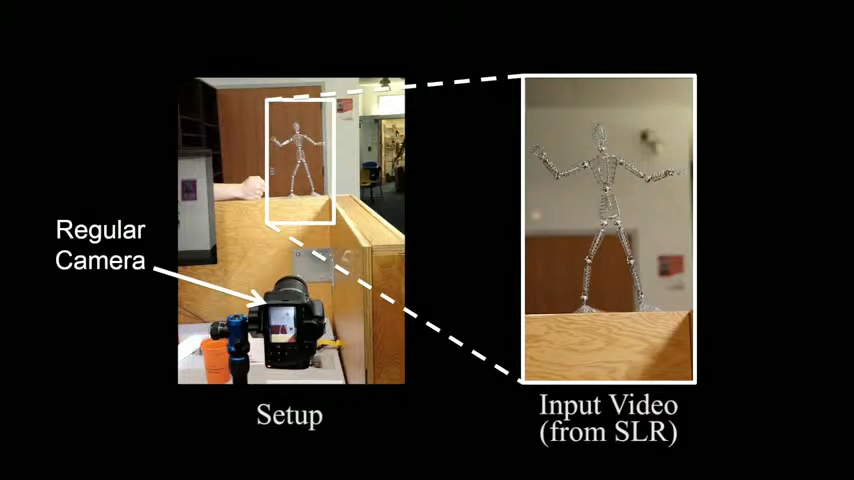 Regular
Camera
Setup
Input Video
(from SLR)